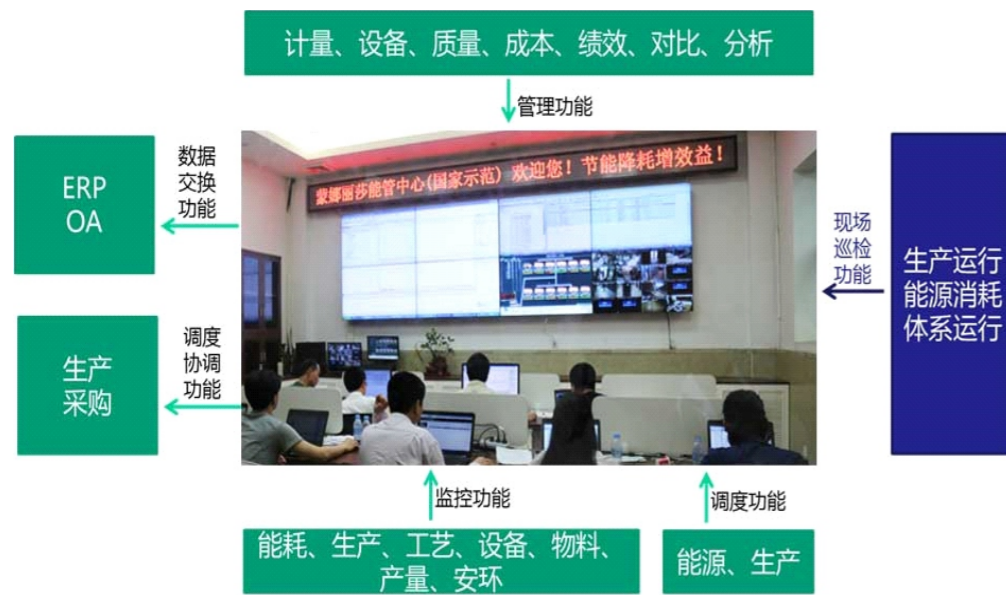 计量、设备、质量、成本、绩效、对比、分析
管理功能
蒙娜丽莎能管中心(国家示范) 欢迎您！节能降耗增效益！
ERP
OA
数据
交换
功能
现场
巡检
功能
生产运行
能源消耗
体系运行
生产
采购
调度
协调
功能
监控功能
调度功能
能耗、生产、工艺、设备、物料、
产量、安环
能源、生产